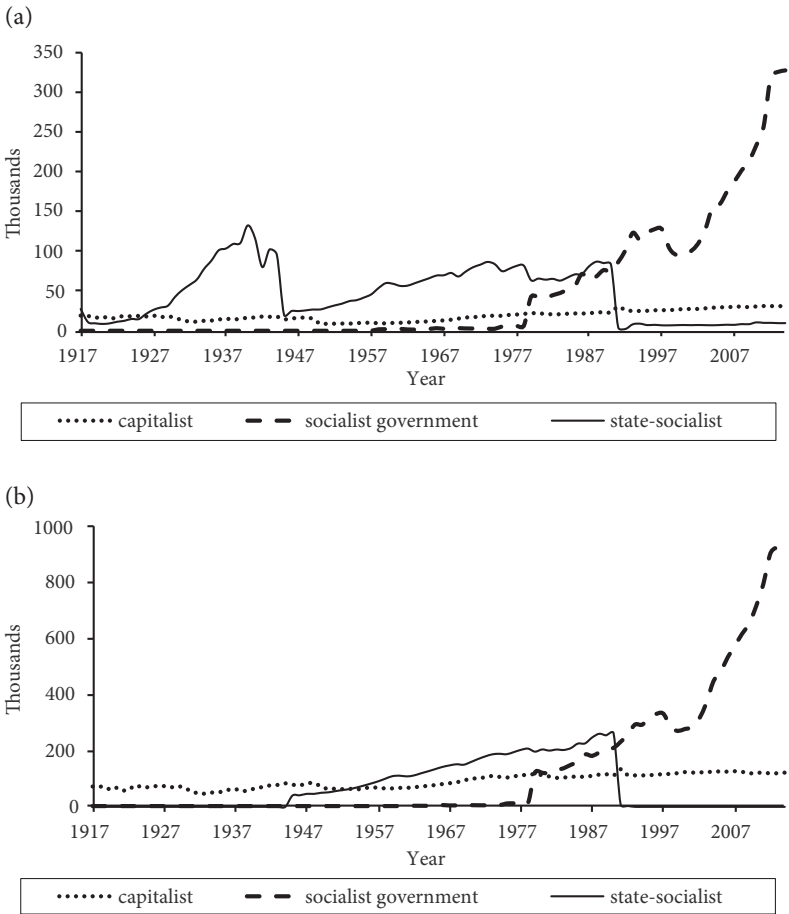 (a)
350
300
250
200
150
100
50
0
Thousands
1917 1927 1937 1947 1957 1967 1977 1987 1997 2007
Year
capitalist socialist government state-socialist
(b)
1000
800
600
400
200
0
Thousands
1917 1927 1937 1947 1957 1967 1977 1987 1997 2007
Year
capitalist socialist government state-socialist